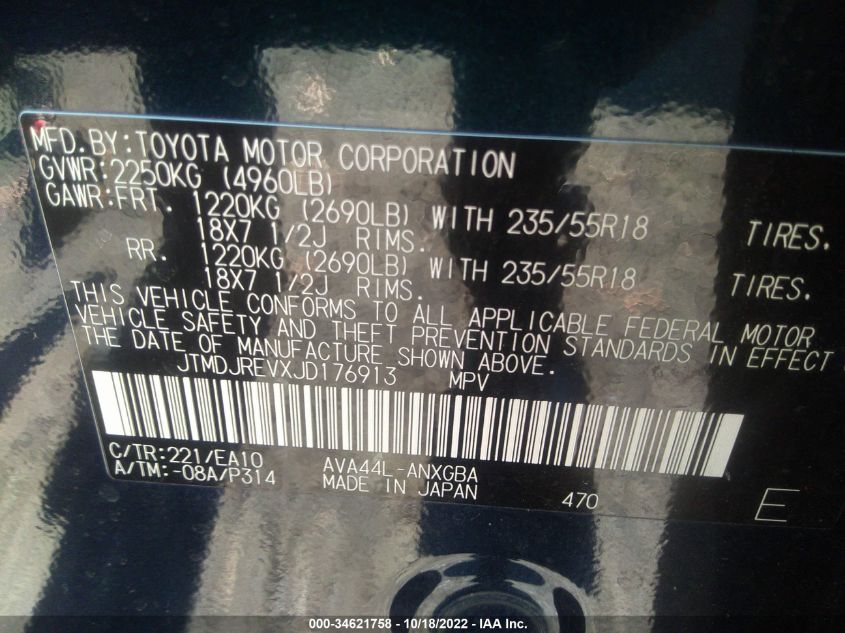 MFD.BY:TOYOTA MOTOR CORPORATION
GVWR:2250KG (4960LB)
GAWR:FRT. 1220KG (2690LB) WITH 235/55R18 TIRES.
18X7 1/2J RIMS.
RR. 1220KG (2690LB) WITH 235/55R18 TIRES.
18X7 1/2J RIMS.
THIS VEHICLE CONFORMS TO ALL APPLICABLE FEDERAL MOTOR
VEHICLE SAFETY AND THEFT PREVENTION STANDARDS IN EFFECT ON
THE DATE OF MANUFACTURE SHOWN ABOVE.
JTMDJREVXJD176913 MPV
C/TR:221/EA10 AVA44L-ANXGBA
A/TM:-08A/P314 MADE IN JAPAN 470 E
000-34621758 - 10/18/2022 - IAA Inc.